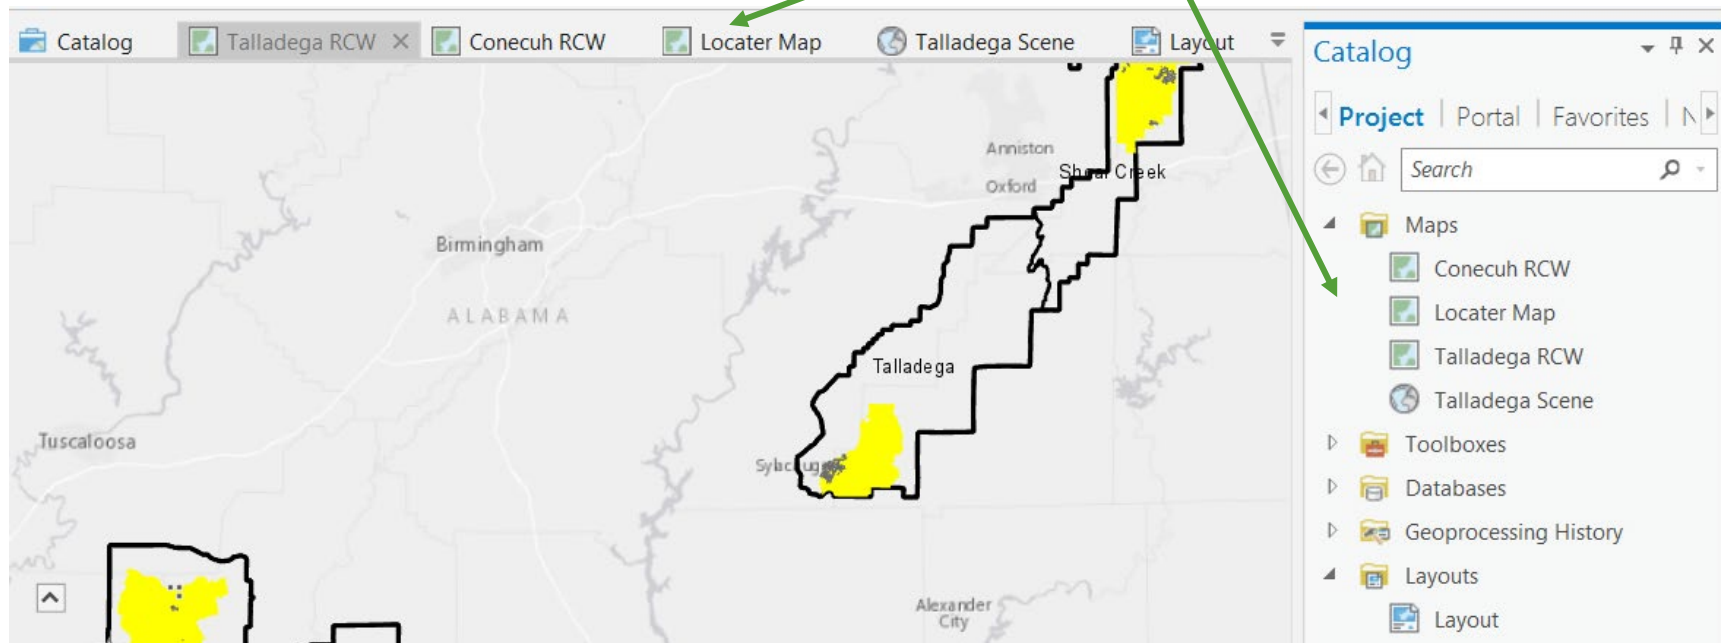 Catalog
Talladega RCW
Conecuh RCW
Locater Map
Talladega Scene
Layout
Catalog
Project
Portal
Favorites
N
Search
Maps
Conecuh RCW
Locater Map
Talladega RCW
Talladega Scene
Toolboxes
Databases
Geoprocessing History
Layouts
Layout
Anniston
Shoal Creek
Oxford
Birmingham
ALABAMA
Talladega
Tuscaloosa
Alexander
City